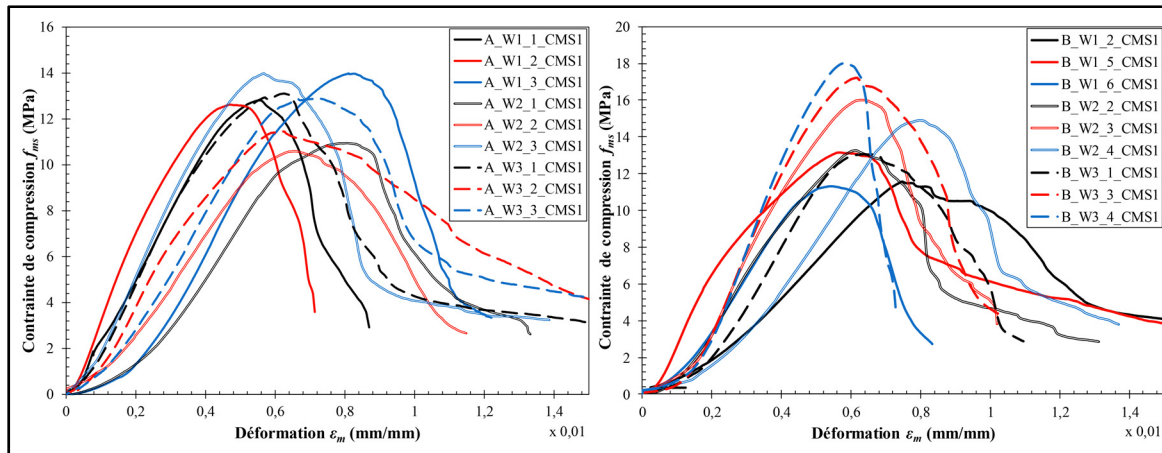 16
14
12
10
8
6
4
2
0
Contrainte de compression fms (MPa)
0 0,2 0,4 0,6 0,8 1 1,2 1,4
Déformation εm (mm/mm)
x 0,01
A_W1_1_CMS1
A_W1_2_CMS1
A_W1_3_CMS1
A_W2_1_CMS1
A_W2_2_CMS1
A_W2_3_CMS1
A_W3_1_CMS1
A_W3_2_CMS1
A_W3_3_CMS1
20
18
16
14
12
10
8
6
4
2
0
Contrainte de compression fms (MPa)
0 0,2 0,4 0,6 0,8 1 1,2 1,4
Déformation εm (mm/mm)
x 0,01
B_W1_2_CMS1
B_W1_5_CMS1
B_W1_6_CMS1
B_W2_2_CMS1
B_W2_3_CMS1
B_W2_4_CMS1
B_W3_1_CMS1
B_W3_3_CMS1
B_W3_4_CMS1